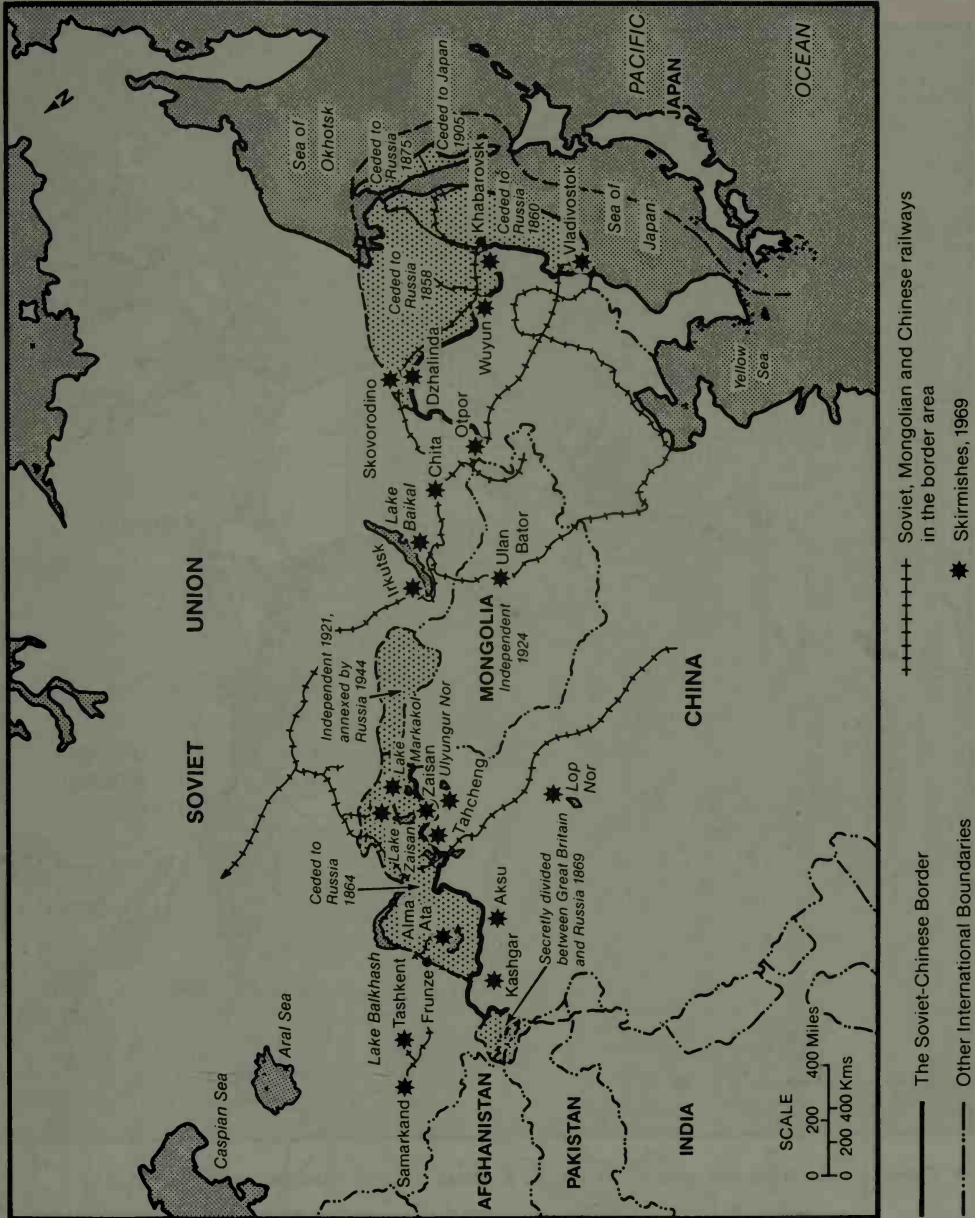 SOVIET UNION
Sea of
Okhotsk
PACIFIC
OCEAN
JAPAN
Ceded to
Russia
1875
Ceded to Japan
1905
Ceded to
Russia
1858
Khabarovsk
Ceded to
Russia
1860
Vladivostok
Sea of
Japan
Yellow
Sea
Skovorodino
Dzhalinda
Wuyun
Otpor
Chita
Lake
Baikal
Irkutsk
Ulan
Bator
MONGOLIA
Independent
1924
Independent 1921,
annexed by
Russia 1944
Lake
Markakol
Zaisan
Ulyungur Nor
Lake
Zaisan
Tahcheng
Ceded to
Russia
1864
Alma
Ata
Lake Balkhash
Tashkent
Frunze
Samarkand
Aral Sea
Caspian Sea
Aksu
Kashgar
Lop
Nor
Secretly divided
between Great Britain
and Russia 1869
CHINA
AFGHANISTAN
PAKISTAN
INDIA
SCALE
0 200 400 Miles
0 200 400 Kms
The Soviet-Chinese Border
Other International Boundaries
Soviet, Mongolian and Chinese railways
in the border area
Skirmishes, 1969
N